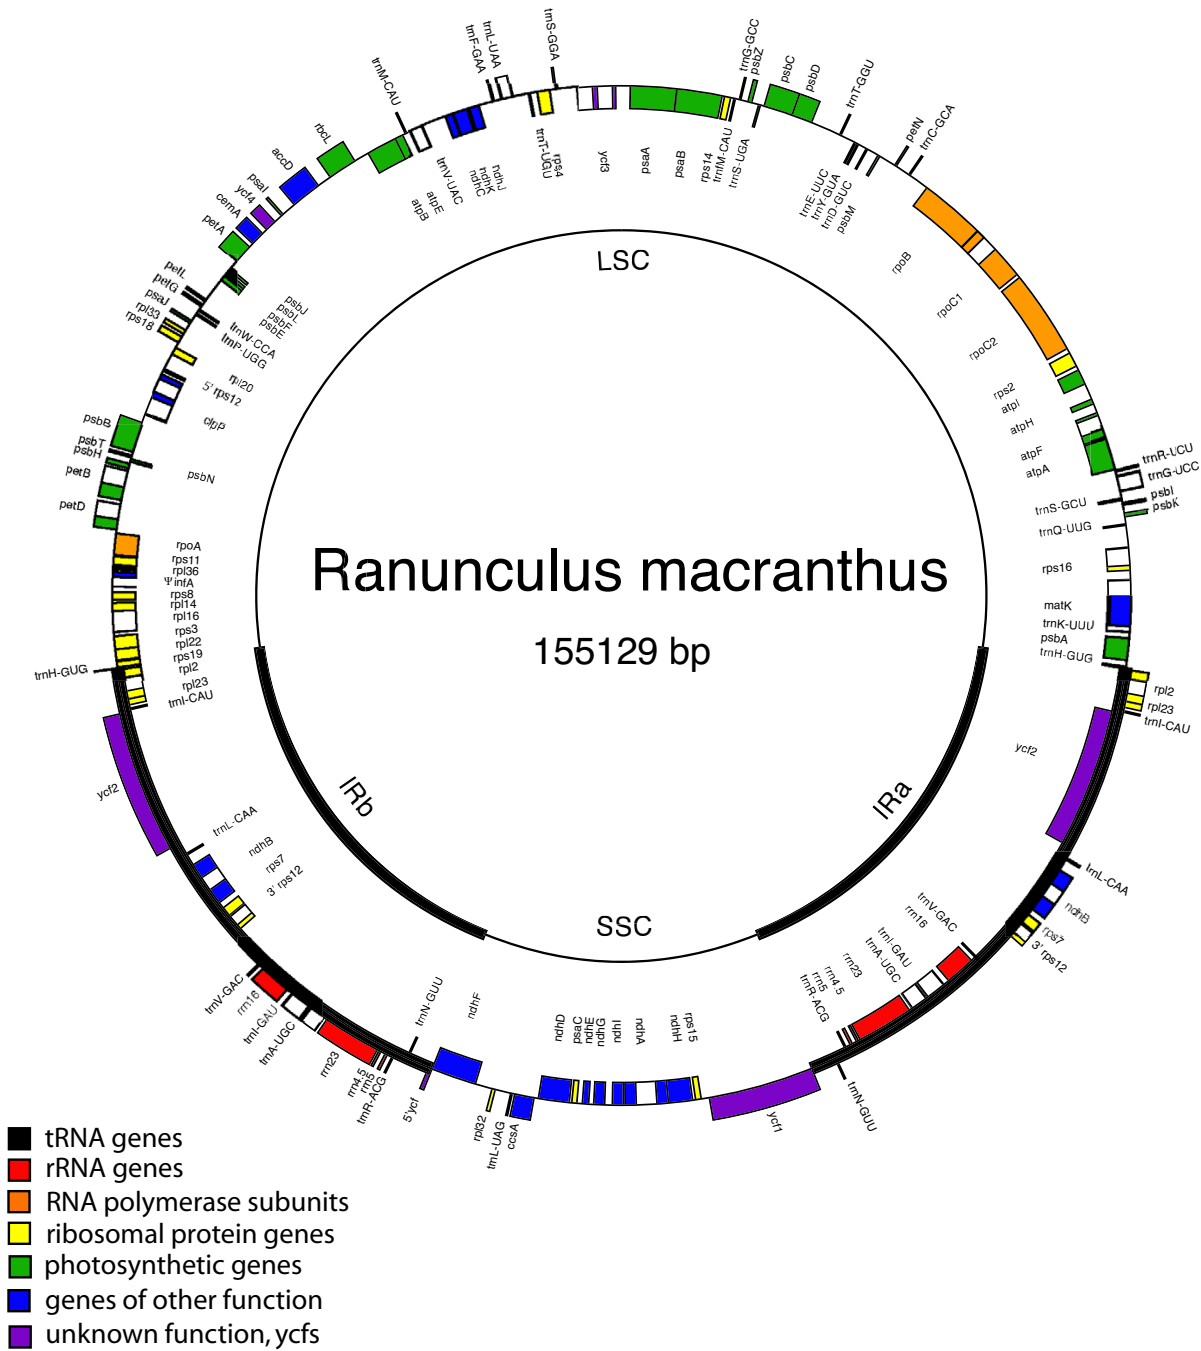 trnL-UAA
trnF-GAA
trnS-GGA
trnM-CAU
rbcL
accD
psaI
ycf4
cemA
petA
petL
petG
psaJ
rpl33
rps18
psbB
psbT
psbH
petB
petD
trnG-GCC
psbZ
psbC
psbD
trnT-GGU
petN
trnC-GCA
trnT-UGU
rps4
ycf3
psaA
psaB
rps14
trnfM-CAU
trnS-UGA
trnE-UUC
trnY-GUA
trnD-GUC
psbM
rpoB
rpoC1
rpoC2
rps2
atpI
atpH
atpF
atpA
trnR-UCU
trnG-UCC
psbI
psbK
trnS-GCU
trnQ-UUG
rps16
matK
trnK-UUU
psbA
trnH-GUG
rpl2
rpl23
trnI-CAU
ycf2
trnL-CAA
ndhB
rps7
3' rps12
trnV-GAC
rrn16
trnI-GAU
trnA-UGC
rrn23
rrn4.5
rrn5
trnR-ACG
trnN-GUU
ycf1
rps15
ndhH
ndhA
ndhI
ndhG
ndhE
psaC
ndhD
ccsA
trnL-UAG
rpl32
ndhF
5'ycf
trnN-GUU
trnR-ACG
rrn5
rrn4.5
rrn23
trnA-UGC
trnI-GAU
rrn16
trnV-GAC
3' rps12
rps7
ndhB
trnL-CAA
ycf2
trnI-CAU
rpl23
rpl2
trnH-GUG
rps19
rpl22
rps3
rpl16
rpl14
rps8
ΨinfA
rpl36
rps11
rpoA
psbN
clpP
5' rps12
rpl20
trnP-UGG
trnW-CCA
psbE
psbF
psbL
psbJ
atpB
atpE
trnV-UAC
ndhC
ndhK
ndhJ
LSC
Ranunculus macranthus
155129 bp
IRb
IRa
SSC
tRNA genes
rRNA genes
RNA polymerase subunits
ribosomal protein genes
photosynthetic genes
genes of other function
unknown function, ycfs